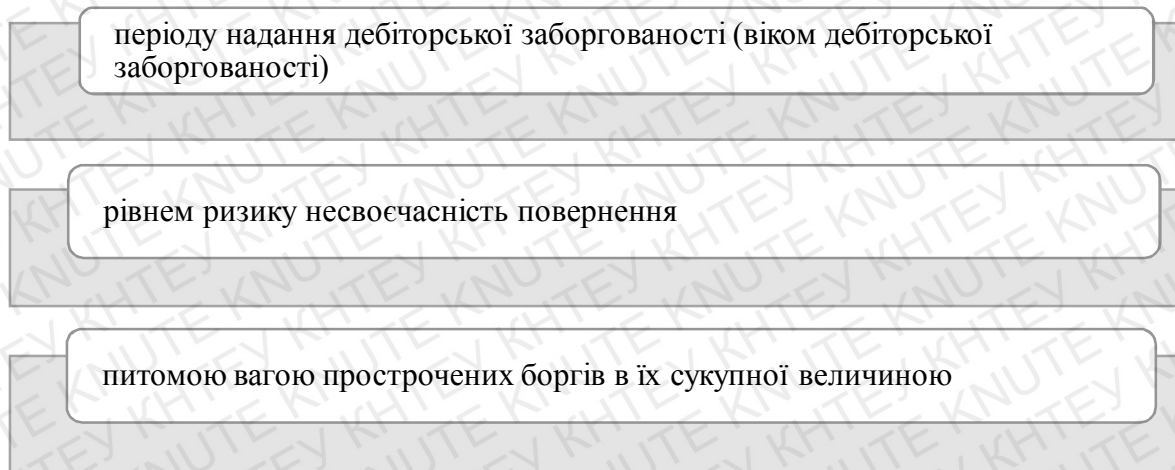 періоду надання дебіторської заборгованості (віком дебіторської
заборгованості)
рівнем ризику несвоєчасність повернення
питомою вагою прострочених боргів в їх сукупної величиною